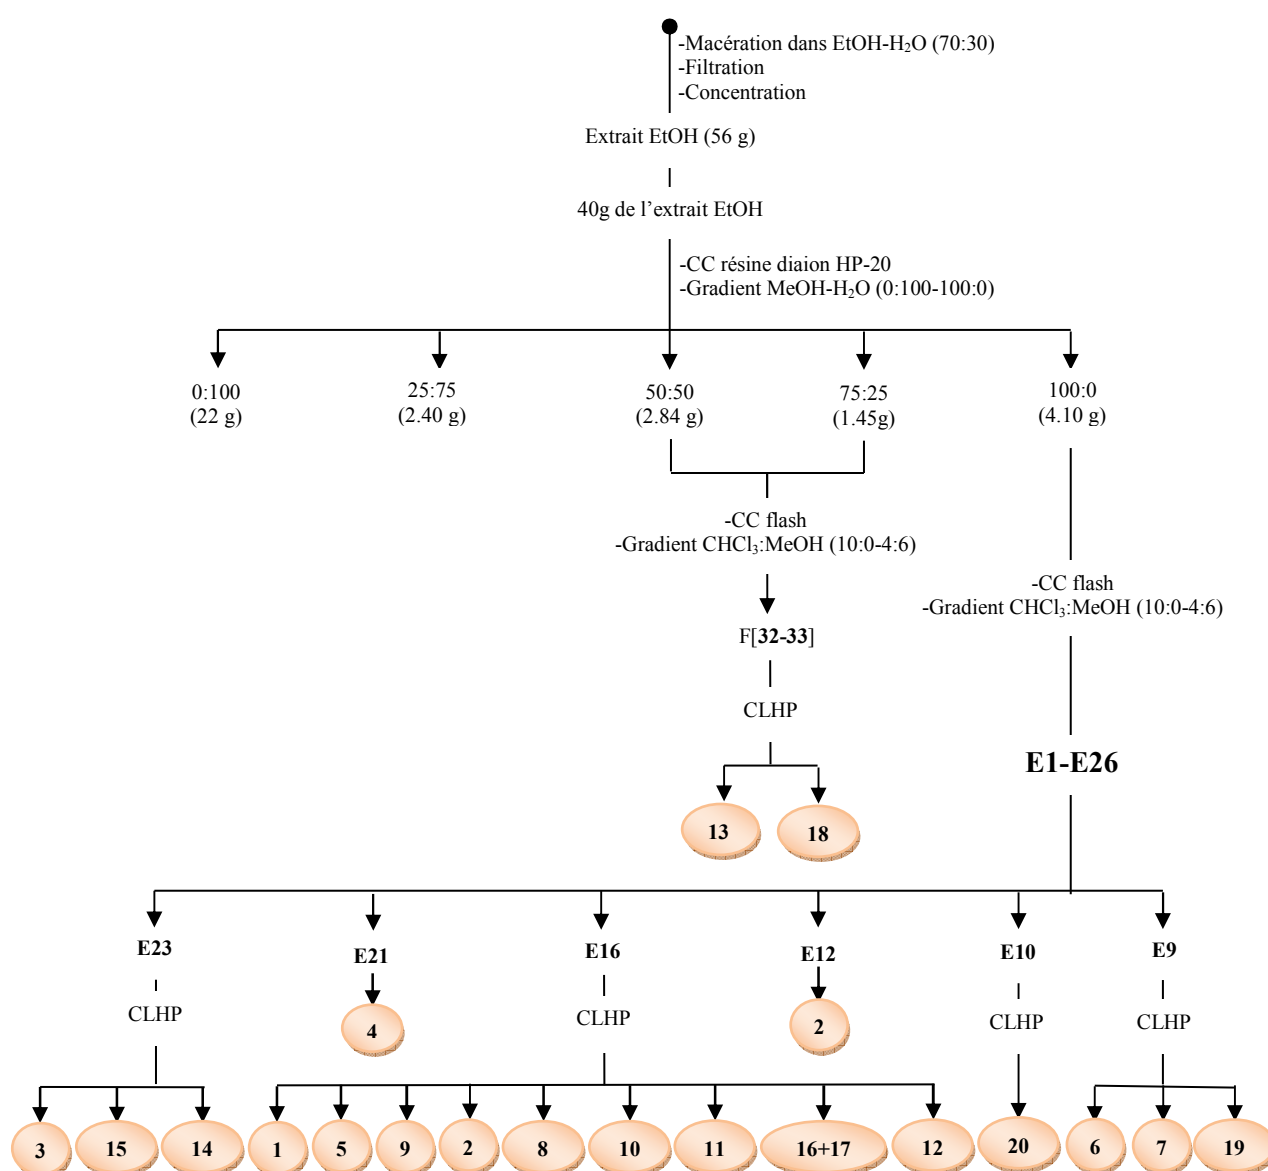 -Macération dans EtOH-H₂O (70:30)
-Filtration
-Concentration
Extrait EtOH (56 g)
40g de l’extrait EtOH
-CC résine diaion HP-20
-Gradient MeOH-H₂O (0:100-100:0)
0:100
(22 g)
25:75
(2.40 g)
50:50
(2.84 g)
75:25
(1.45g)
100:0
(4.10 g)
-CC flash
-Gradient CHCl₃:MeOH (10:0-4:6)
-CC flash
-Gradient CHCl₃:MeOH (10:0-4:6)
F[32-33]
CLHP
E1-E26
13
18
E23
E21
E16
E12
E10
E9
CLHP
4
CLHP
2
CLHP
CLHP
3
15
14
1
5
9
2
8
10
11
16+17
12
20
6
7
19